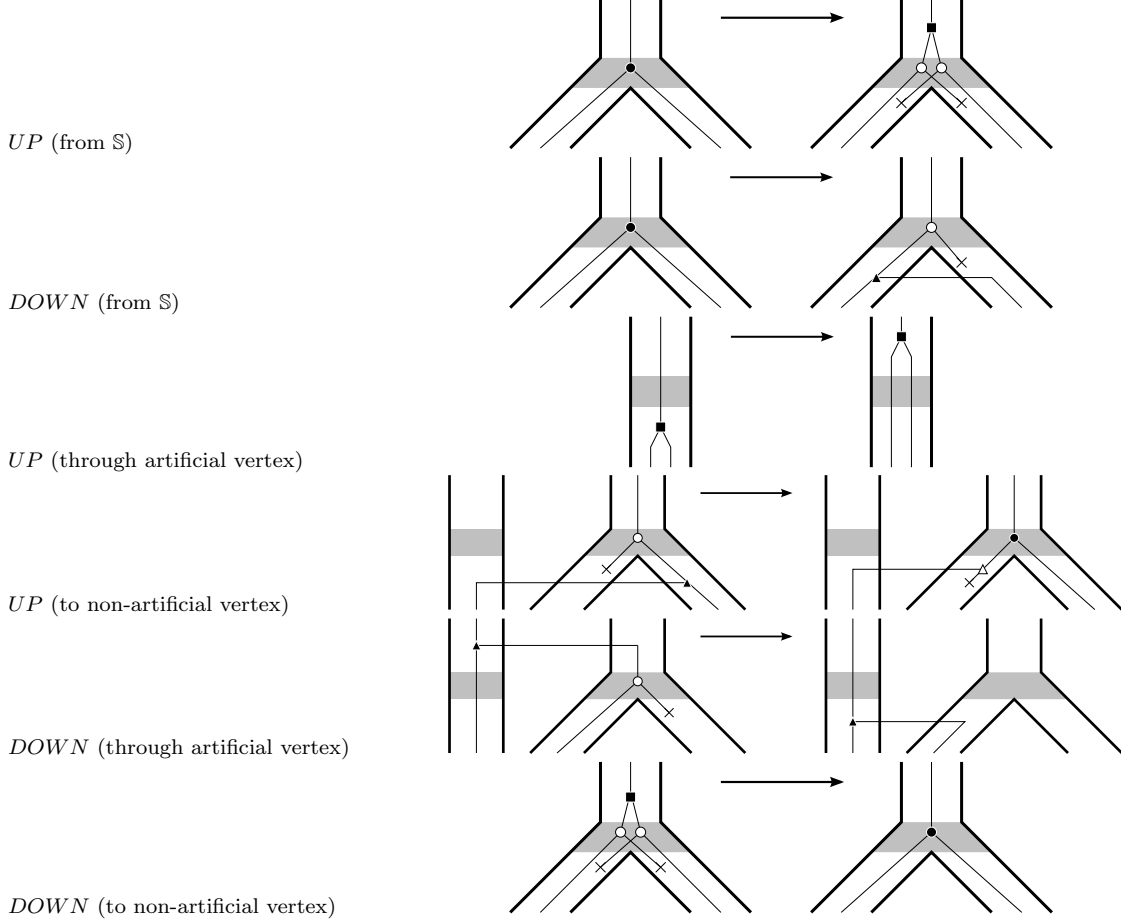 UP (from 𝕊)
DOWN (from 𝕊)
UP (through artificial vertex)
UP (to non-artificial vertex)
DOWN (through artificial vertex)
DOWN (to non-artificial vertex)